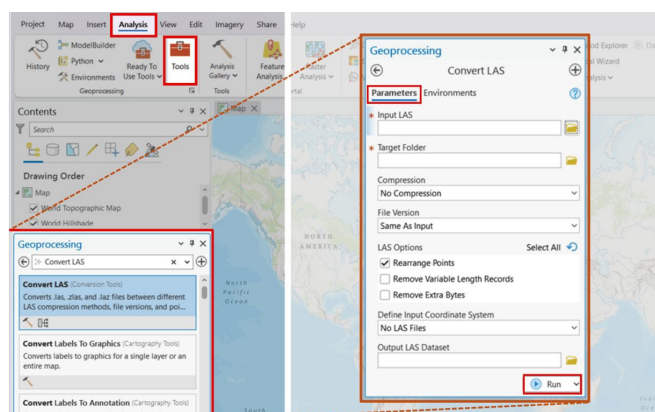 Project Map Insert Analysis View Edit Imagery Share Help
ModelBuilder
Python
Environments
History
Ready To
Use Tools
Tools
Analysis
Gallery
Feature
Analysis
Raster
Analysis
Geoprocessing
Tools
Contents
Search
Drawing Order
Map
World Topographic Map
World Hillshade
Map
Geoprocessing
Convert LAS
Convert LAS (Conversion Tools)
Converts .las, .zlas, and .laz files between different
LAS compression methods, file versions, and poi...
Convert Labels To Graphics (Cartography Tools)
Converts labels to graphics for a single layer or an
entire map.
Convert Labels To Annotation (Cartography Tools)
North
Pacific
Ocean
South
NORTH
AMERICA
Geoprocessing
Convert LAS
Parameters Environments
* Input LAS
* Target Folder
Compression
No Compression
File Version
Same As Input
LAS Options Select All
Rearrange Points
Remove Variable Length Records
Remove Extra Bytes
Define Input Coordinate System
No LAS Files
Output LAS Dataset
Run